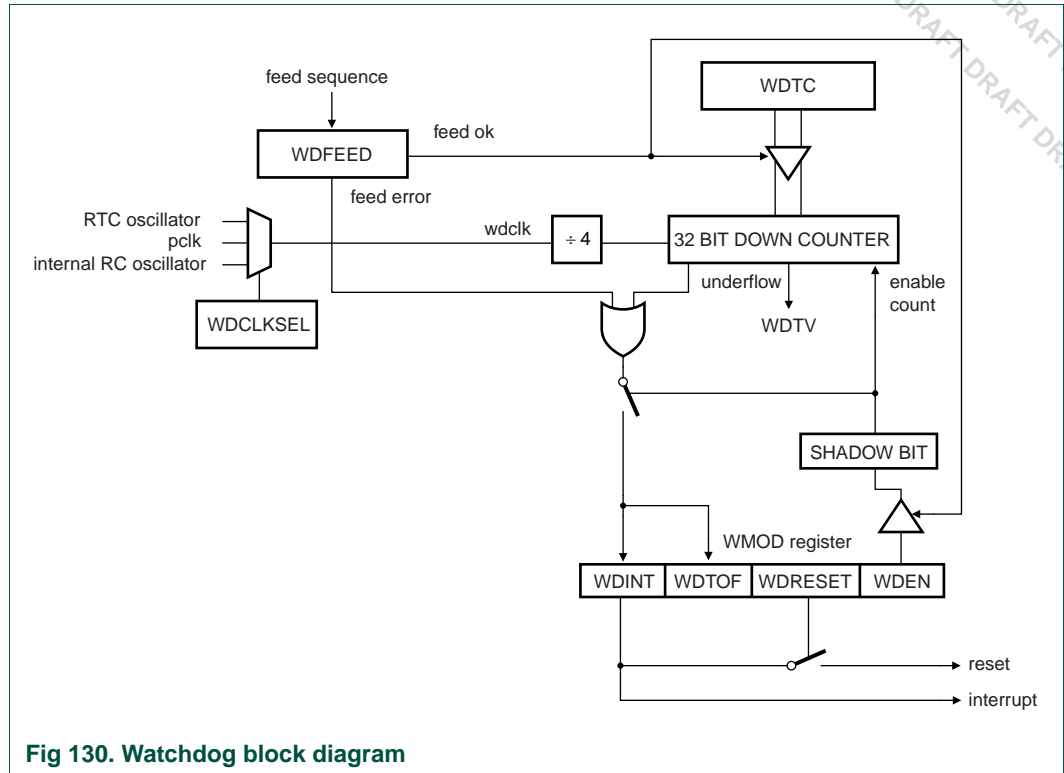 DRAFT DRAFT DRA
DRAFT
feed sequence
WDTC
feed ok
WDFEED
feed error
RTC oscillator
pclk
internal RC oscillator
wdclk
÷ 4
32 BIT DOWN COUNTER
underflow
enable
count
WDTV
WDCLKSEL
SHADOW BIT
WMOD register
WDINT WDTOF WDRESET WDEN
reset
interrupt
Fig 130. Watchdog block diagram